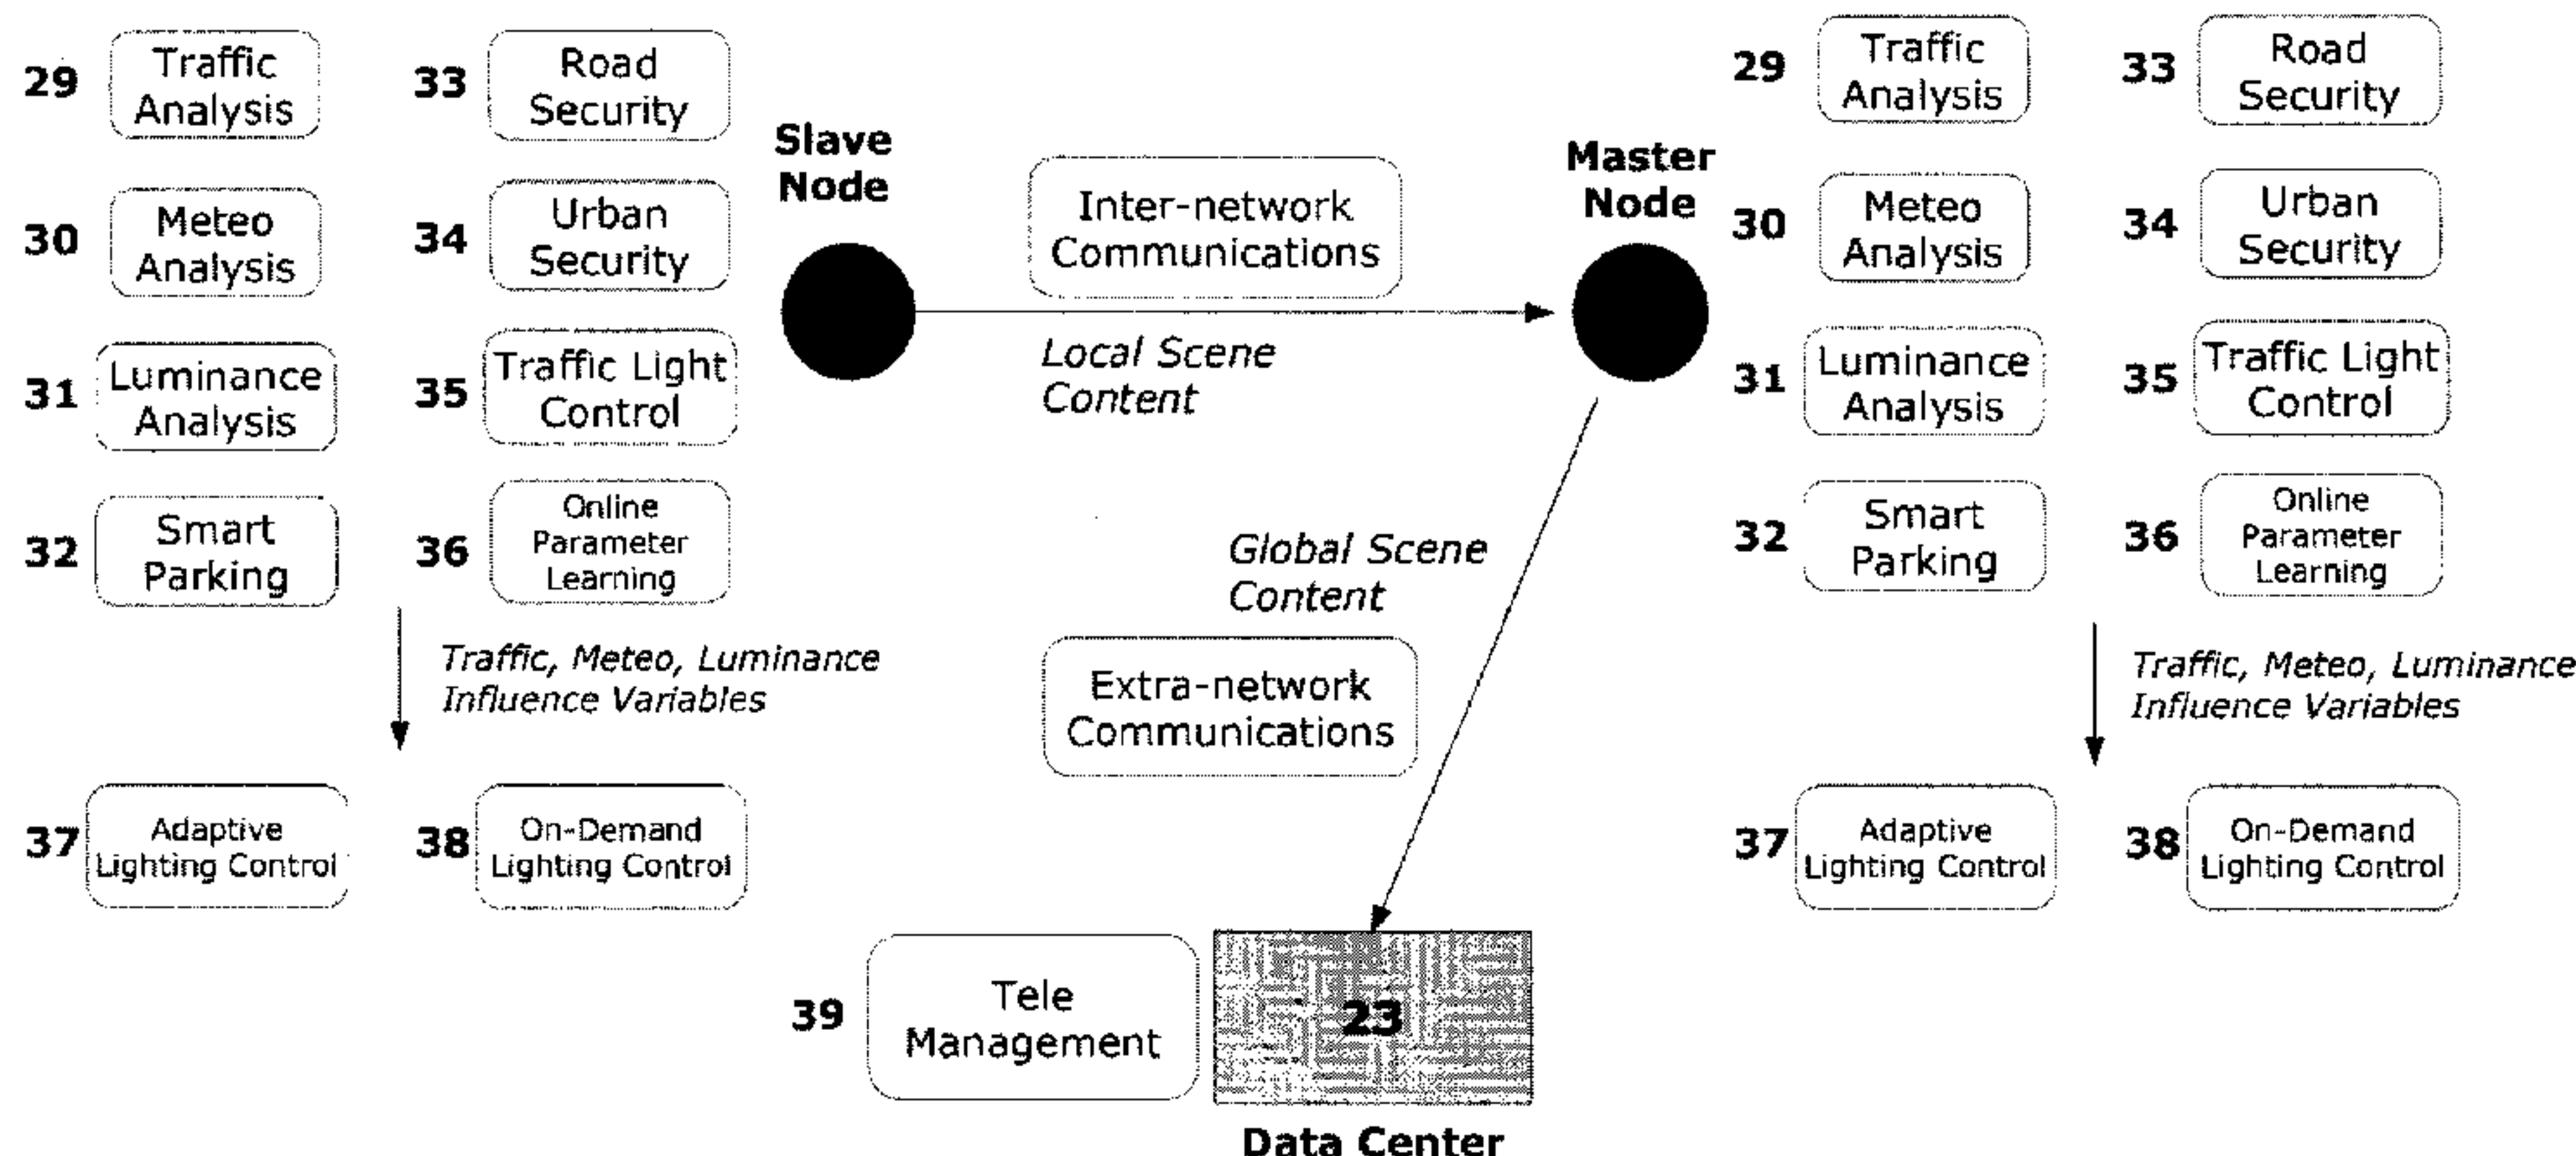 29
Traffic
Analysis
33
Road
Security
30
Meteo
Analysis
34
Urban
Security
31
Luminance
Analysis
35
Traffic Light
Control
32
Smart
Parking
36
Online
Parameter
Learning
Traffic, Meteo, Luminance
Influence Variables
37
Adaptive
Lighting Control
38
On-Demand
Lighting Control
Slave
Node
Inter-network
Communications
Local Scene
Content
Master
Node
Global Scene
Content
Extra-network
Communications
39
Tele
Management
23
Data Center
29
Traffic
Analysis
33
Road
Security
30
Meteo
Analysis
34
Urban
Security
31
Luminance
Analysis
35
Traffic Light
Control
32
Smart
Parking
36
Online
Parameter
Learning
Traffic, Meteo, Luminance
Influence Variables
37
Adaptive
Lighting Control
38
On-Demand
Lighting Control